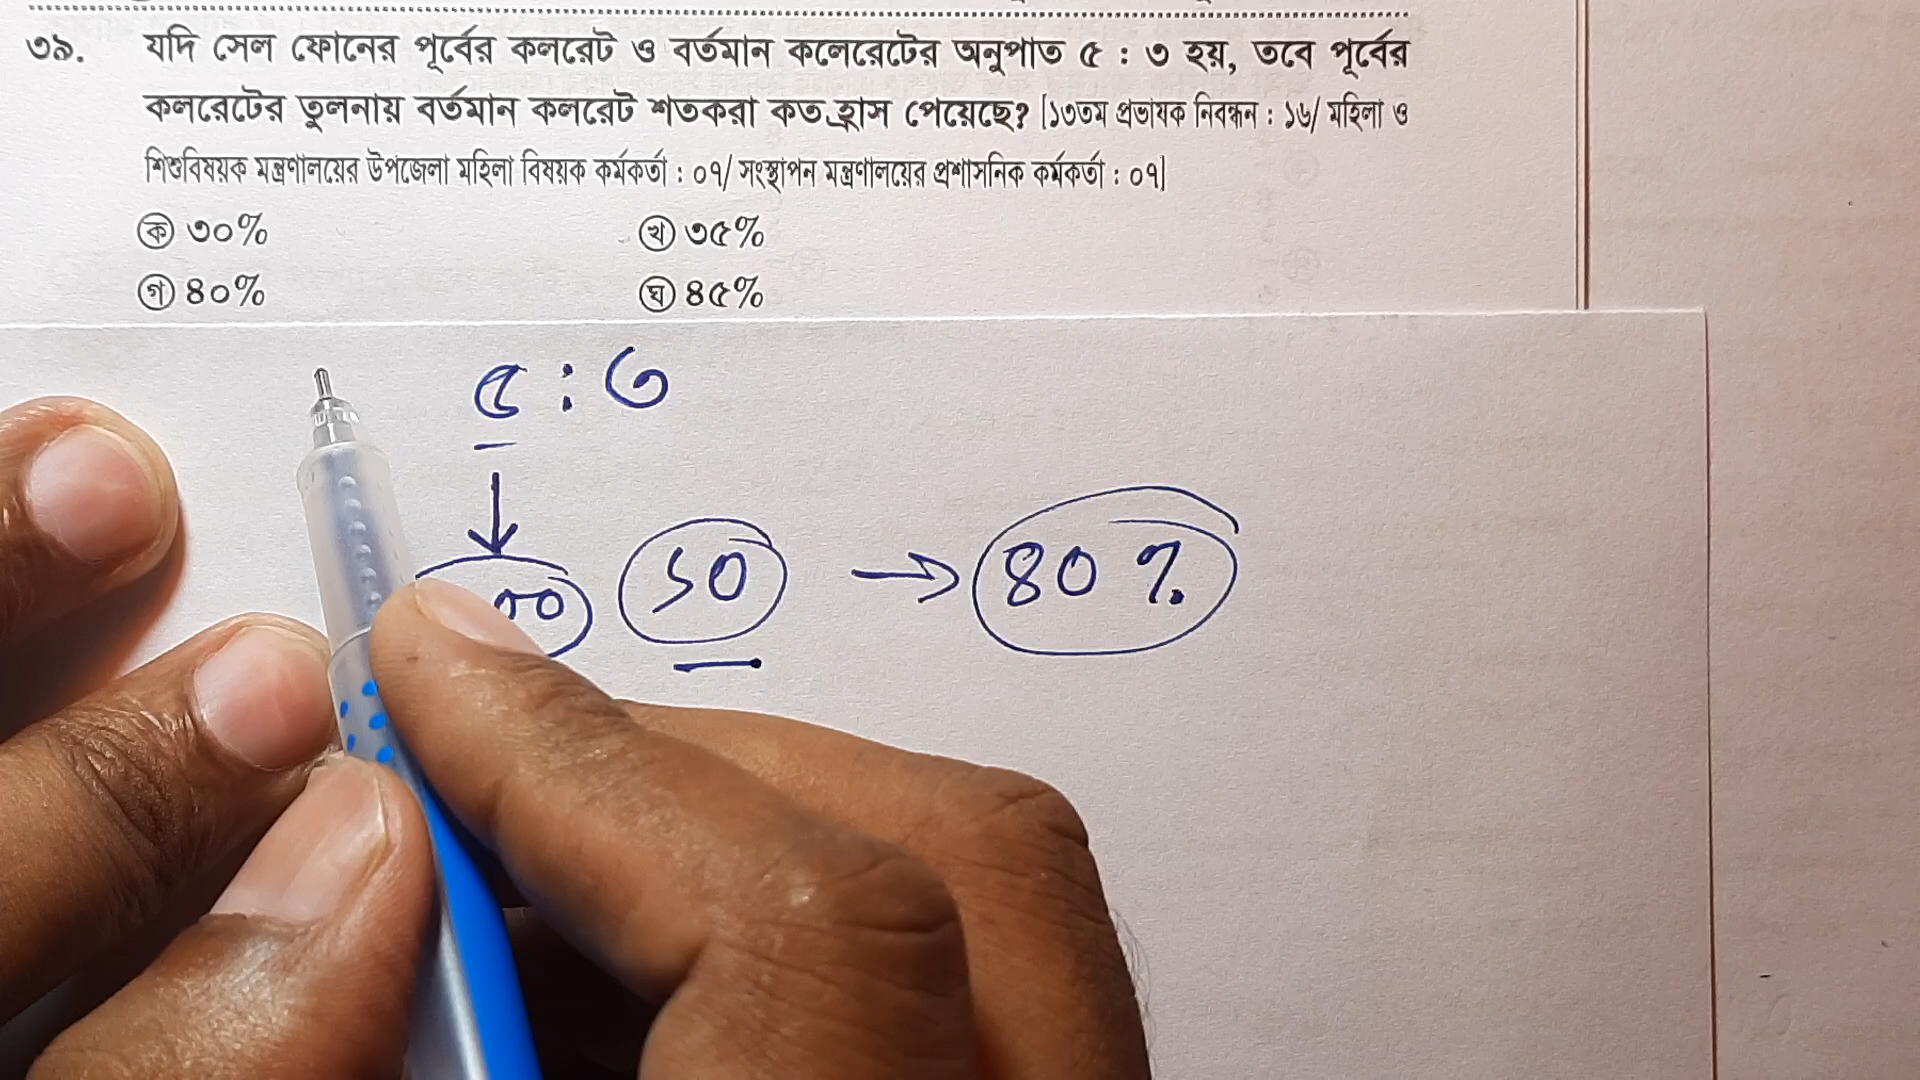 ৩৯. যদি সেল ফোনের পূর্বের কলরেট ও বর্তমান কলেরেটের অনুপাত ৫ : ৩ হয়, তবে পূর্বের
কলরেটের তুলনায় বর্তমান কলরেট শতকরা কত হ্রাস পেয়েছে? [১৩তম প্রভাষক নিবন্ধন : ১৬/ মহিলা ও
শিশুবিষয়ক মন্ত্রণালয়ের উপজেলা মহিলা বিষয়ক কর্মকর্তা : ০৭/ সংস্থাপন মন্ত্রণালয়ের প্রশাসনিক কর্মকর্তা : ০৭]
ক ৩০% খ ৩৫%
গ ৪০% ঘ ৪৫%
৫ : ৩
↓
৬০ → ৪০%